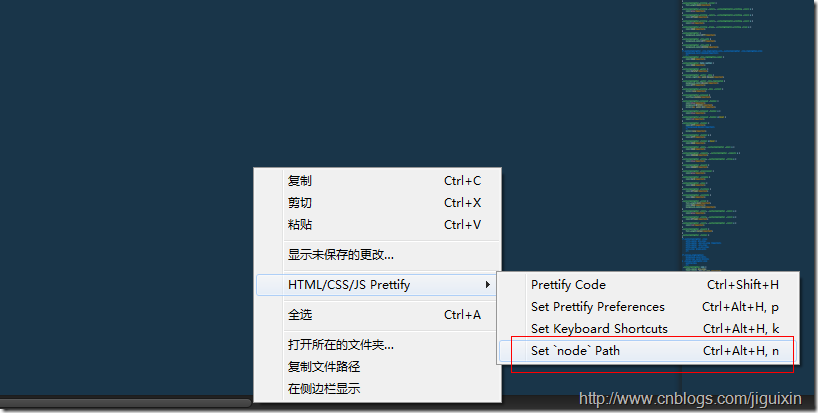 复制 Ctrl+C
剪切 Ctrl+X
粘贴 Ctrl+V
显示未保存的更改...
HTML/CSS/JS Prettify
全选 Ctrl+A
打开所在的文件夹...
复制文件路径
在侧边栏显示
Prettify Code Ctrl+Shift+H
Set Prettify Preferences Ctrl+Alt+H, p
Set Keyboard Shortcuts Ctrl+Alt+H, k
Set `node` Path Ctrl+Alt+H, n
http://www.cnblogs.com/jiguixin